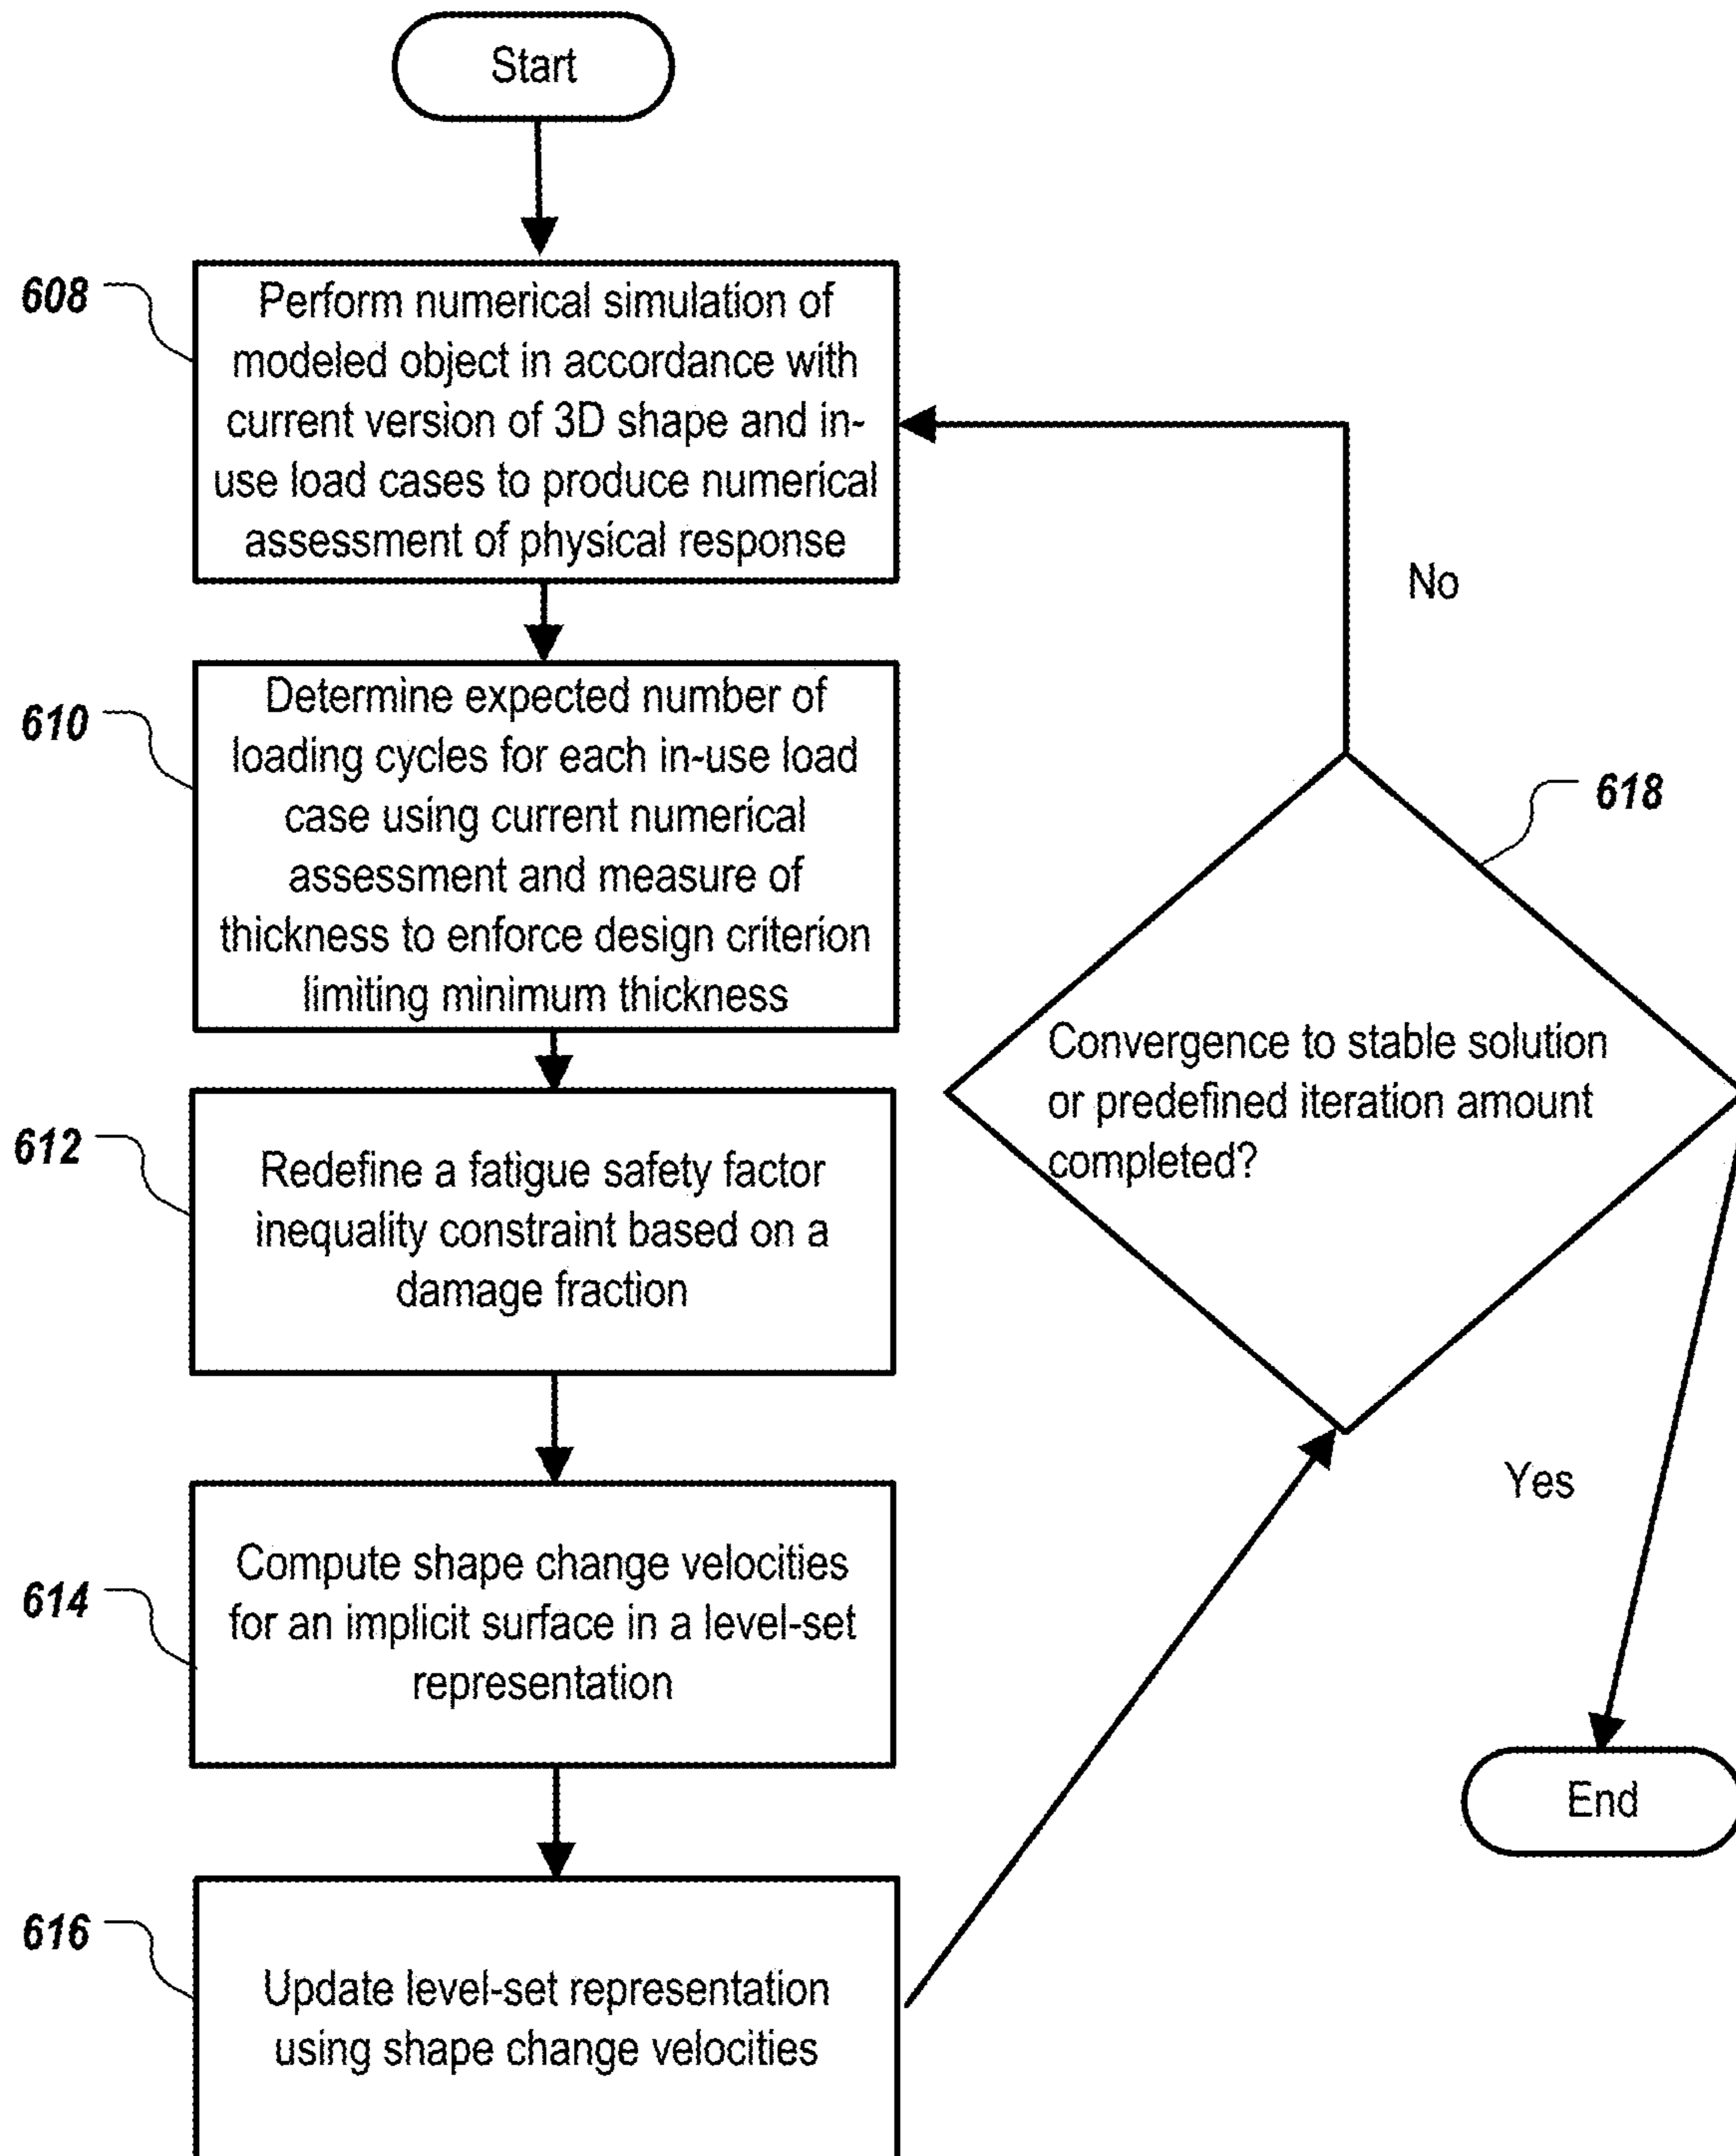 Start
608
Perform numerical simulation of
modeled object in accordance with
current version of 3D shape and in-
use load cases to produce numerical
assessment of physical response
610
Determine expected number of
loading cycles for each in-use load
case using current numerical
assessment and measure of
thickness to enforce design criterion
limiting minimum thickness
612
Redefine a fatigue safety factor
inequality constraint based on a
damage fraction
614
Compute shape change velocities
for an implicit surface in a level-set
representation
616
Update level-set representation
using shape change velocities
618
Convergence to stable solution
or predefined iteration amount
completed?
No
Yes
End